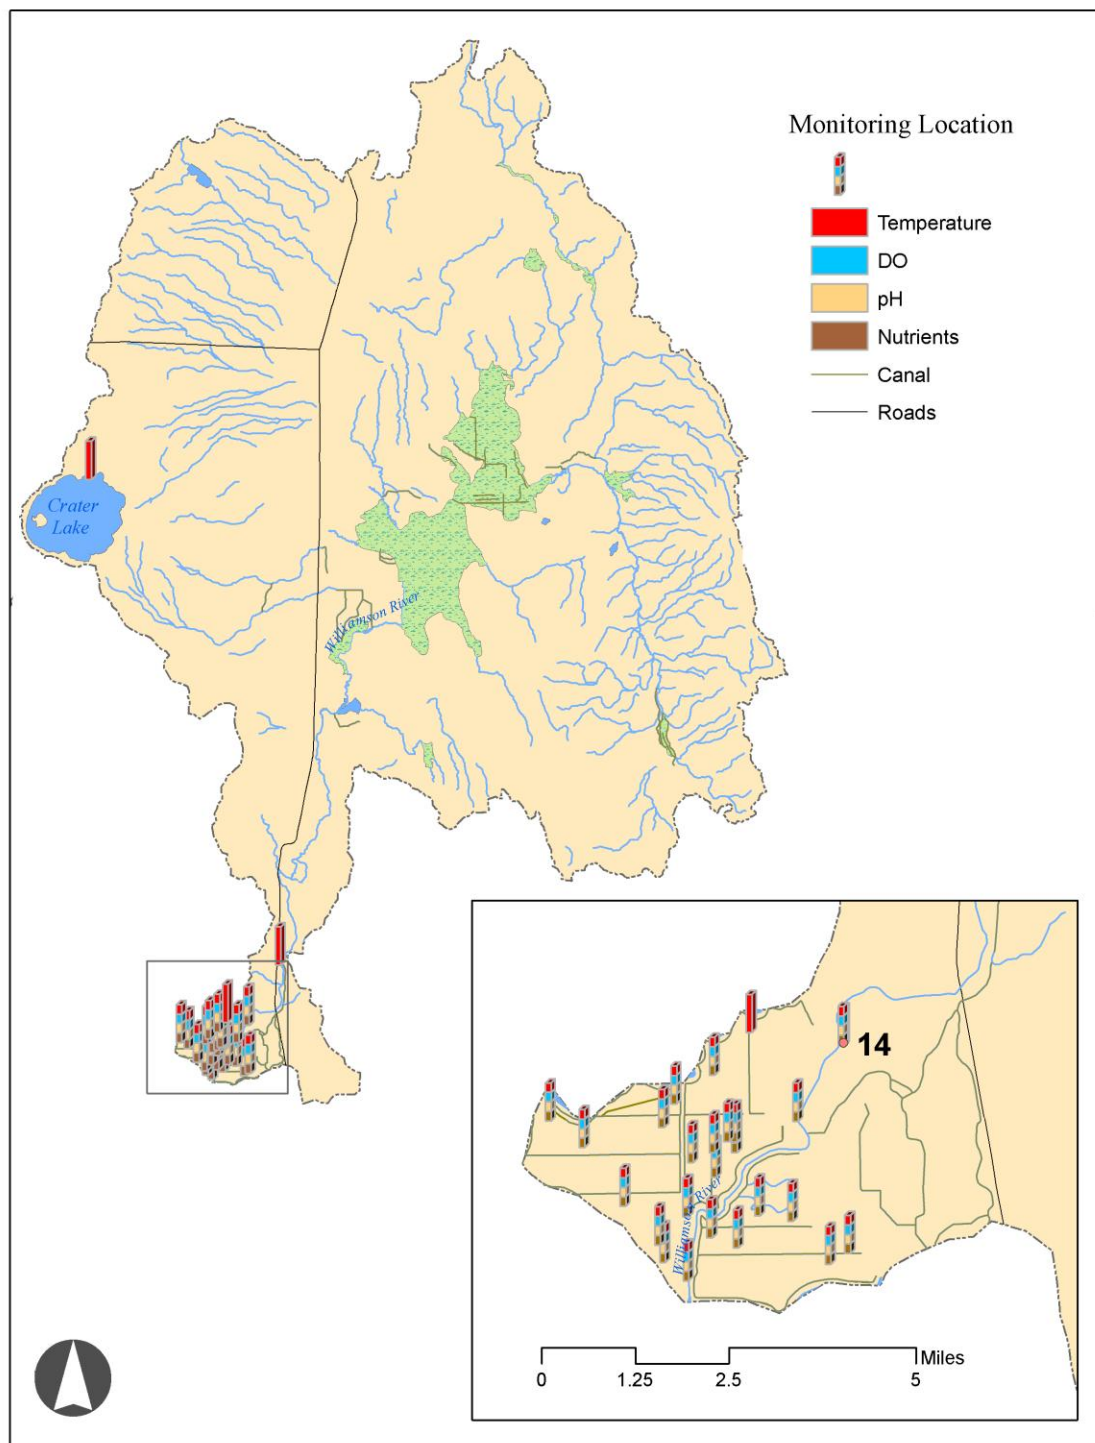 Monitoring Location
Temperature
DO
pH
Nutrients
Canal
Roads
Crater
Lake
Williamson River
14
Williamson River
Miles
0 1.25 2.5 5